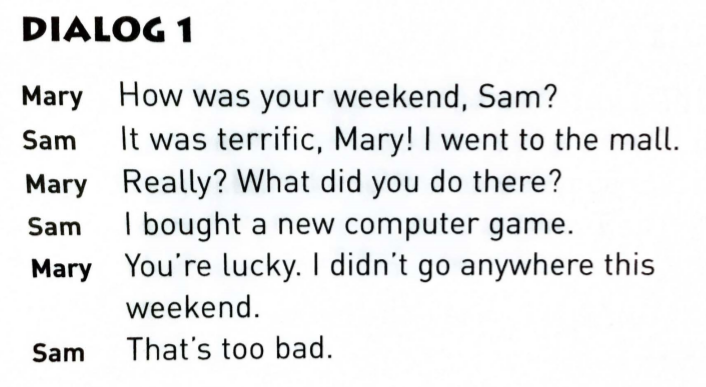 DIALOG 1
Mary How was your weekend, Sam?
Sam It was terrific, Mary! I went to the mall.
Mary Really? What did you do there?
Sam I bought a new computer game.
Mary You're lucky. I didn't go anywhere this
weekend.
Sam That's too bad.